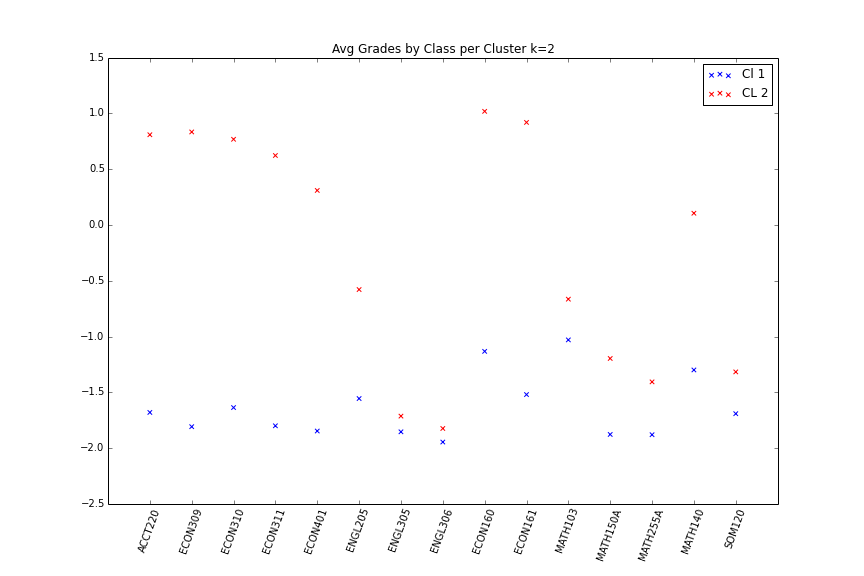 Avg Grades by Class per Cluster k=2
Cl 1
CL 2
1.5
1.0
0.5
0.0
−0.5
−1.0
−1.5
−2.0
−2.5
ACCT220
ECON309
ECON310
ECON311
ECON401
ENGL205
ENGL305
ENGL306
ECON160
ECON161
MATH103
MATH150A
MATH255A
MATH140
SOM120